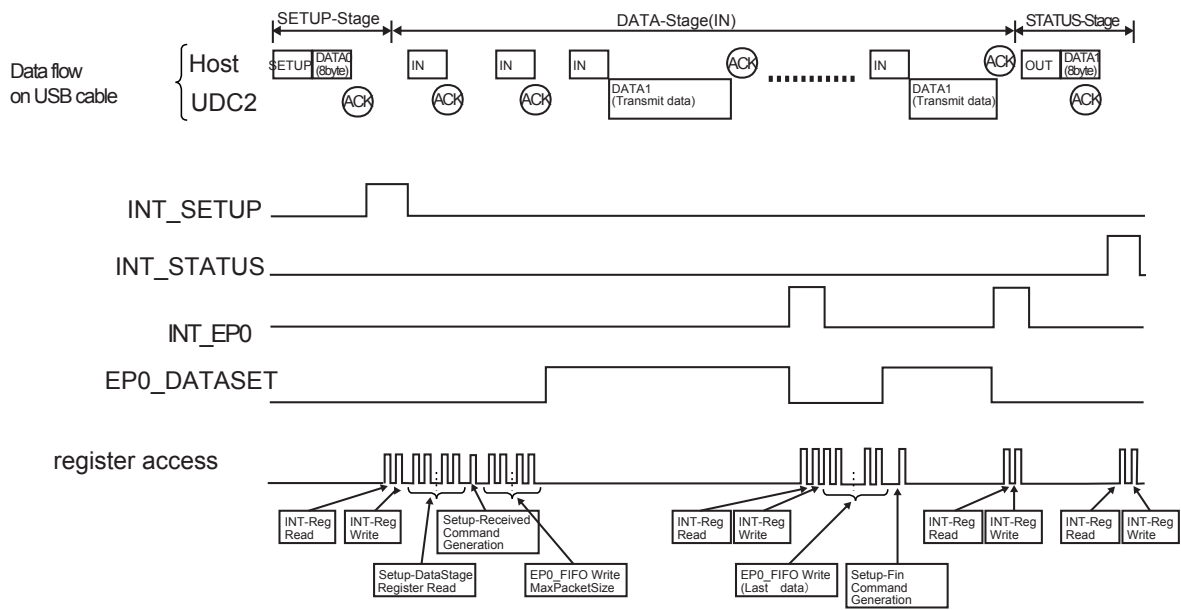 SETUP-Stage
DATA-Stage(IN)
STATUS-Stage
Data flow
on USB cable
Host
UDC2
SETUP
DATA0
(8byte)
ACK
IN
ACK
IN
ACK
IN
DATA1
(Transmit data)
ACK
IN
DATA1
(Transmit data)
ACK
OUT
DATA1
(8byte)
ACK
INT_SETUP
INT_STATUS
INT_EP0
EP0_DATASET
register access
INT-Reg
Read
INT-Reg
Write
Setup-Received
Command
Generation
Setup-DataStage
Register Read
EP0_FIFO Write
MaxPacketSize
INT-Reg
Read
INT-Reg
Write
EP0_FIFO Write
(Last data)
Setup-Fin
Command
Generation
INT-Reg
Read
INT-Reg
Write
INT-Reg
Read
INT-Reg
Write